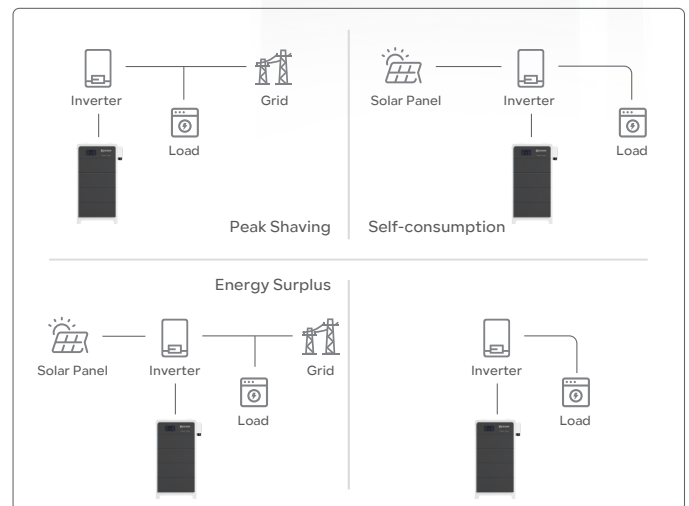 Inverter
Grid
Load
Peak Shaving
Solar Panel
Inverter
Load
Self-consumption
Energy Surplus
Solar Panel
Inverter
Grid
Load
Inverter
Load